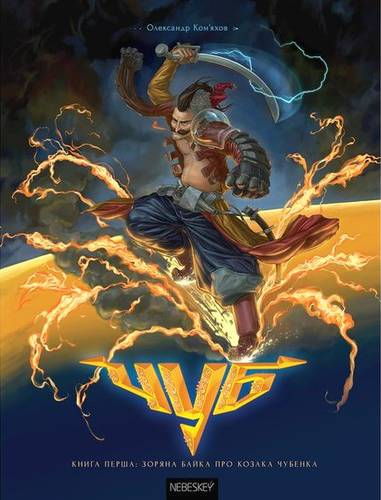 Олександр Ком'яхов
ЧУБ
КНИГА ПЕРША: ЗОРЯНА БАЙКА ПРО КОЗАКА ЧУБЕНКА
NEBESKEY